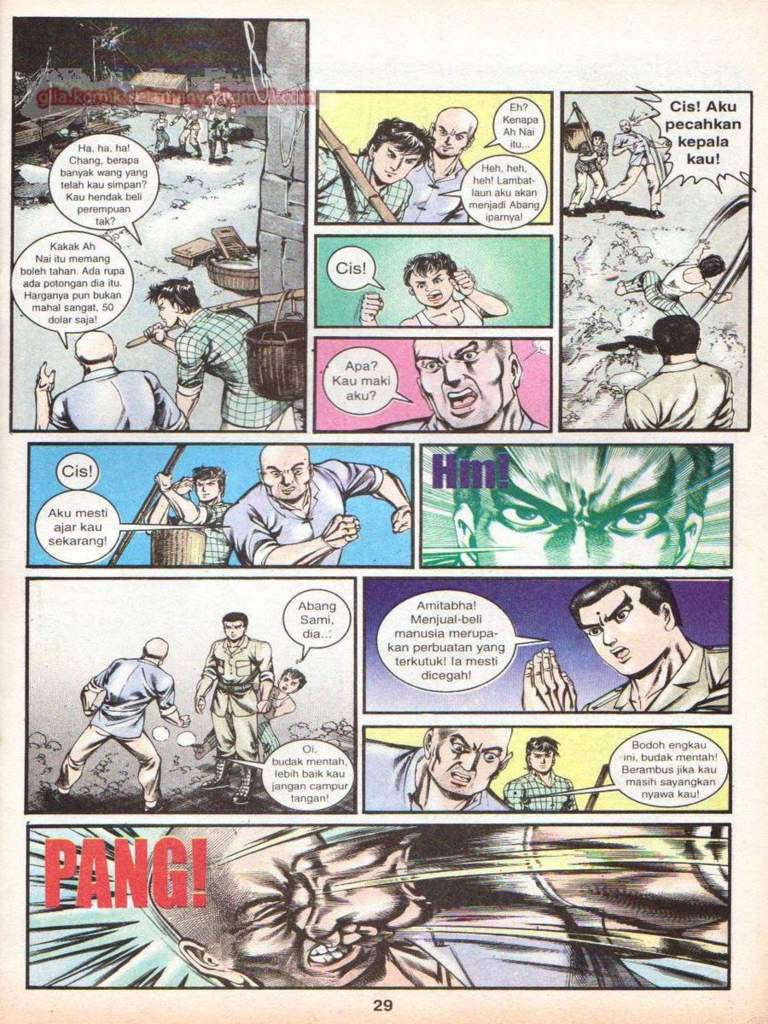 gila.komik.selamanya@gmail.com
Ha, ha, ha!
Chang, berapa
banyak wang yang
telah kau simpan?
Kau hendak beli
perempuan
tak?
Kakak Ah
Nai itu memang
boleh tahan. Ada rupa
ada potongan dia itu.
Harganya pun bukan
mahal sangat, 50
dolar saja!
Eh?
Kenapa
Ah Nai
itu...
Heh, heh,
heh! Lambat-
laun aku akan
menjadi Abang
iparnya!
Cis!
Apa?
Kau maki
aku?
Cis! Aku
pecahkan
kepala
kau!
Cis!
Aku mesti
ajar kau
sekarang!
Hm!
Abang
Sami,
dia..!
Oi,
budak mentah,
lebih baik kau
jangan campur
tangan!
Amitabha!
Menjual-beli
manusia merupa-
kan perbuatan yang
terkutuk! Ia mesti
dicegah!
Bodoh engkau
ini, budak mentah!
Berambus jika kau
masih sayangkan
nyawa kau!
PANG!
29